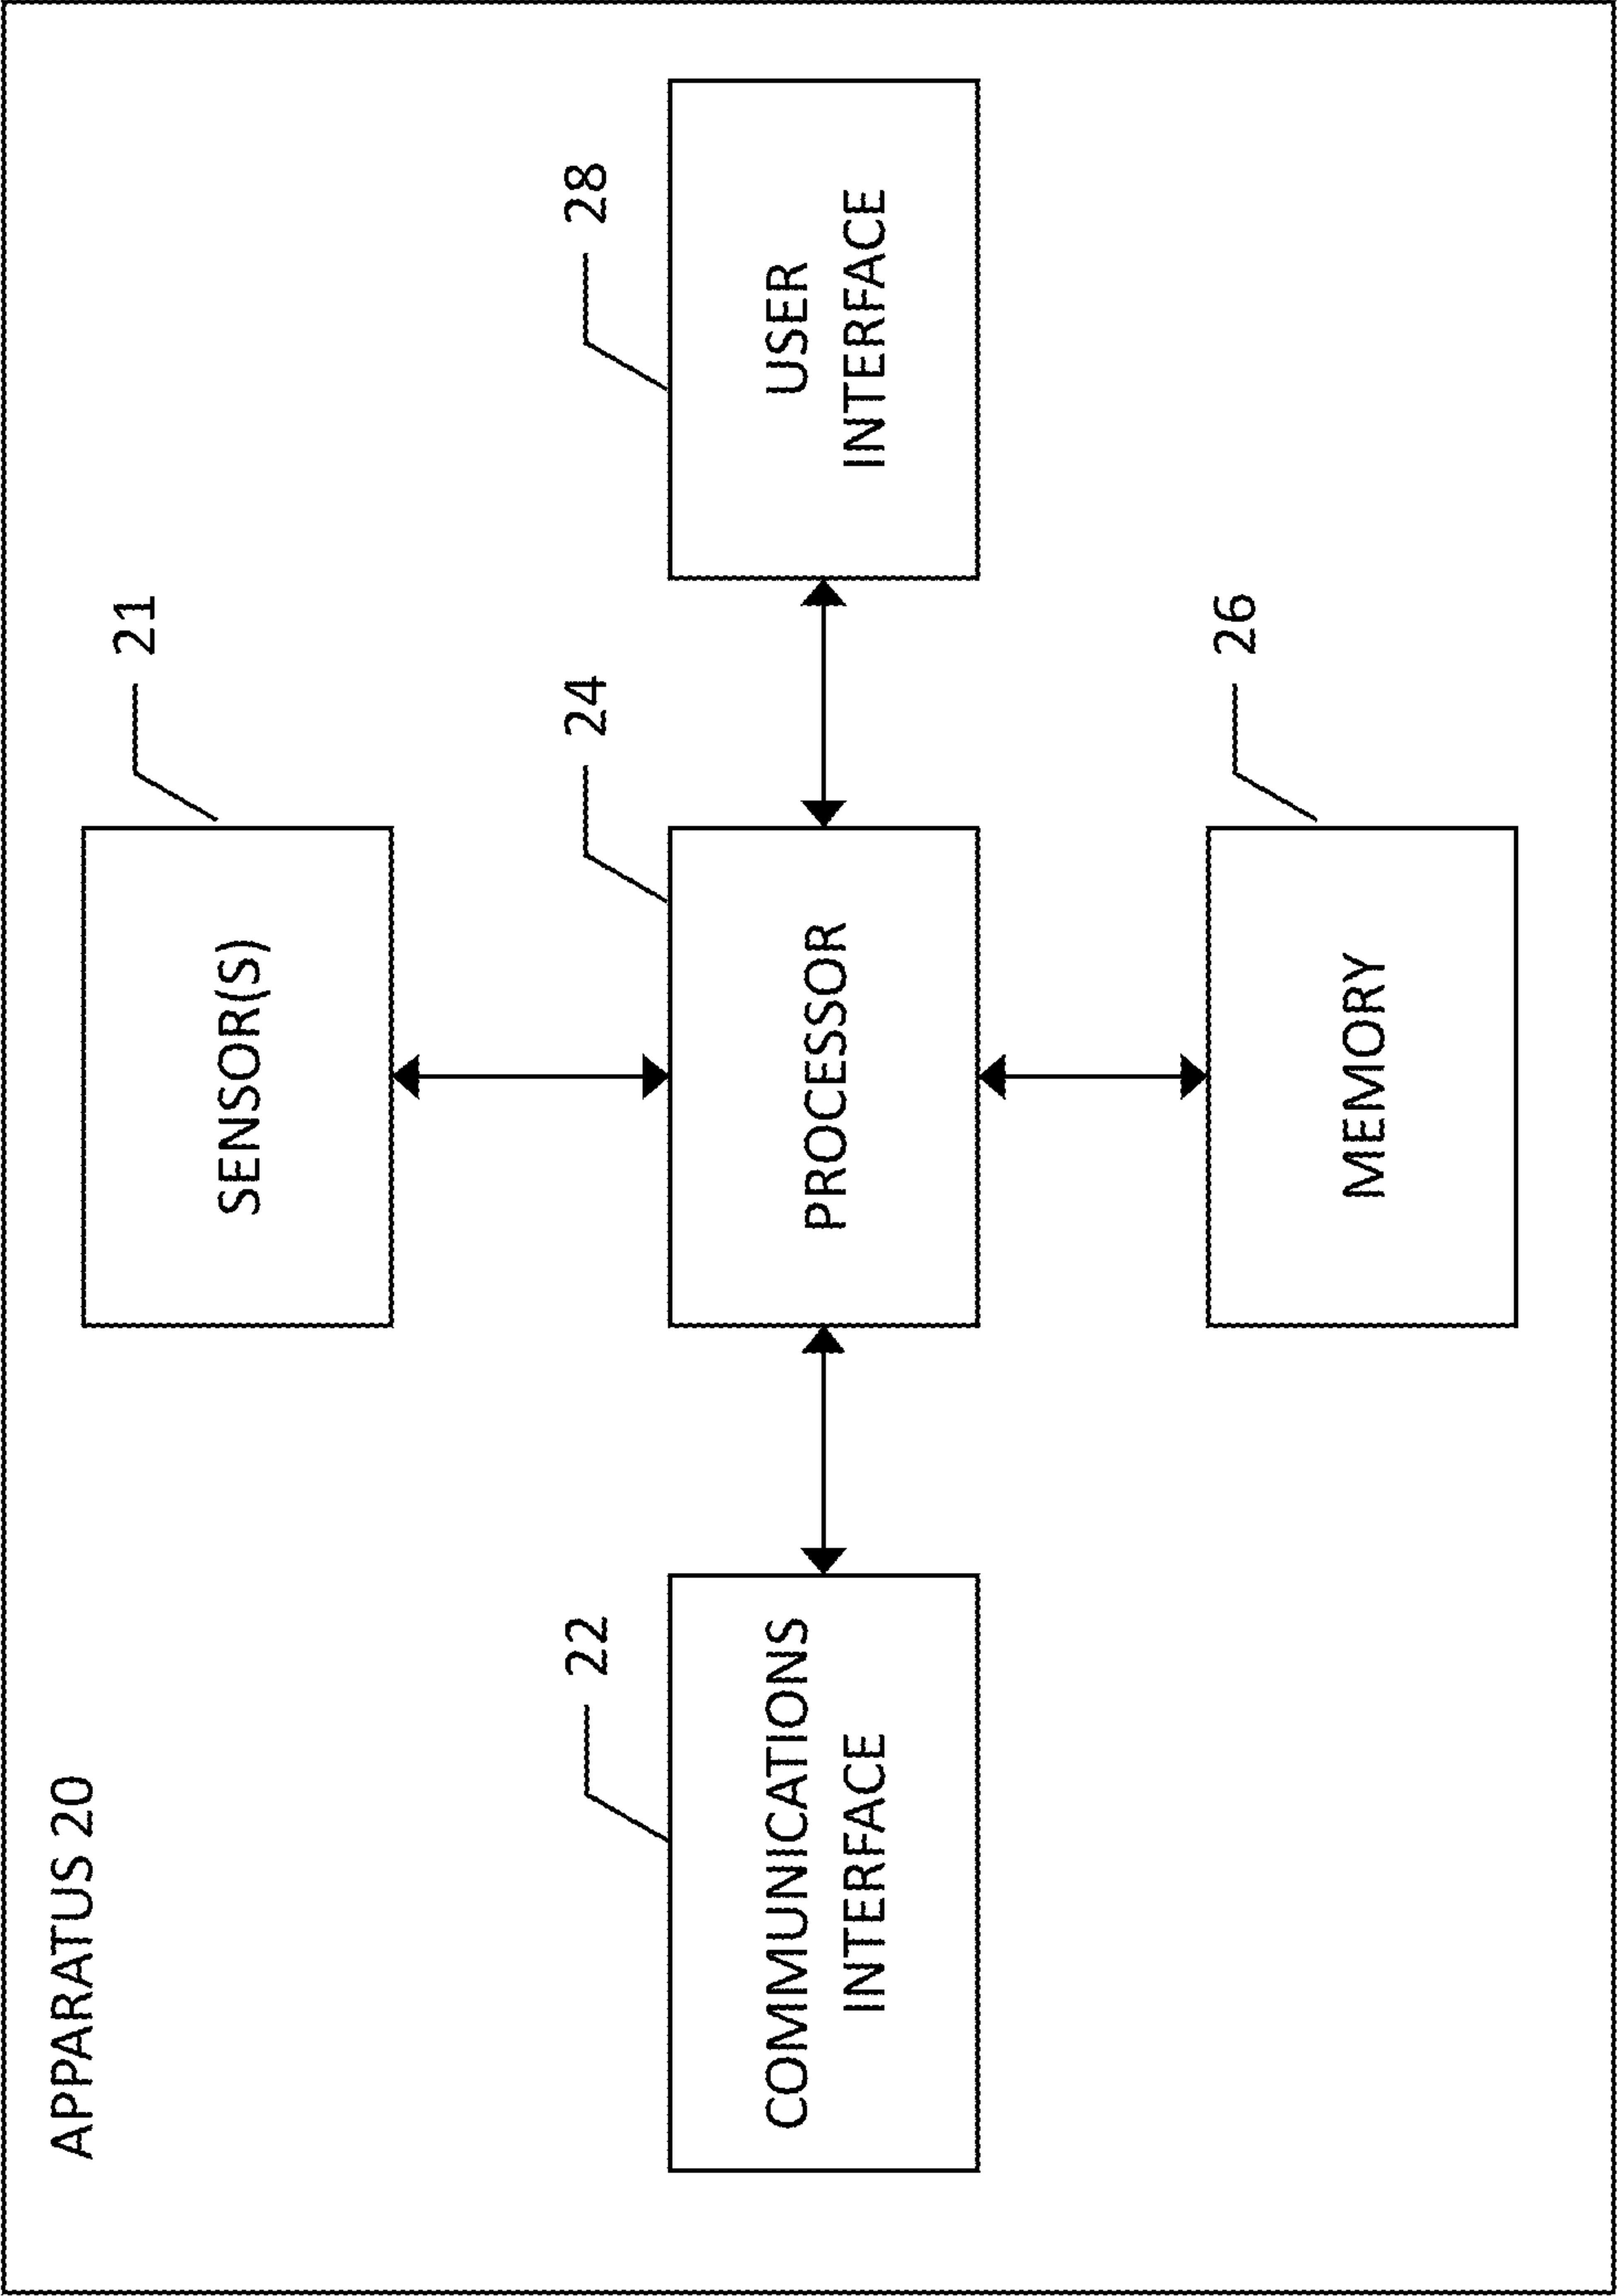 APPARATUS 20
21
SENSOR(S)
22
COMMUNICATIONS
INTERFACE
24
PROCESSOR
28
USER
INTERFACE
26
MEMORY